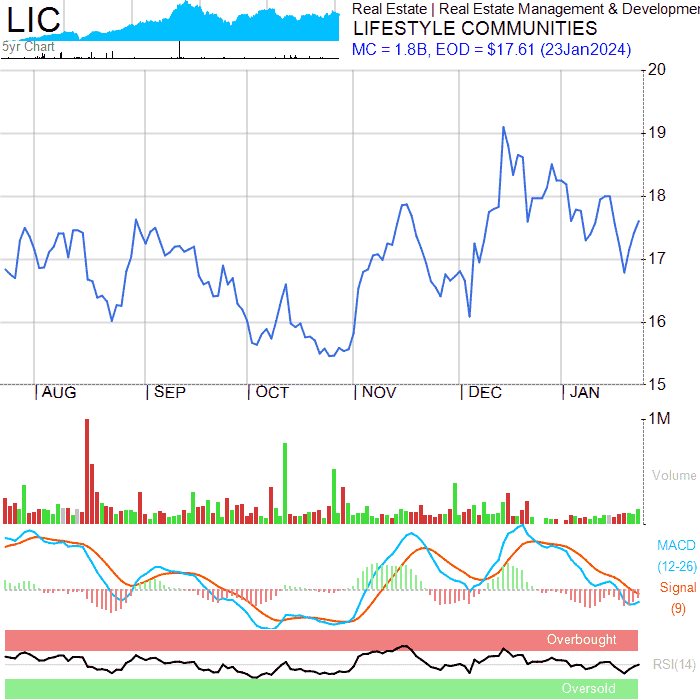 LIC
5yr Chart
Real Estate | Real Estate Management & Developmen
LIFESTYLE COMMUNITIES
MC = 1.8B, EOD = $17.61 (23Jan2024)
20
19
18
17
16
15
AUG SEP OCT NOV DEC JAN
1M
Volume
MACD
(12-26)
Signal
(9)
Overbought
RSI(14)
Oversold